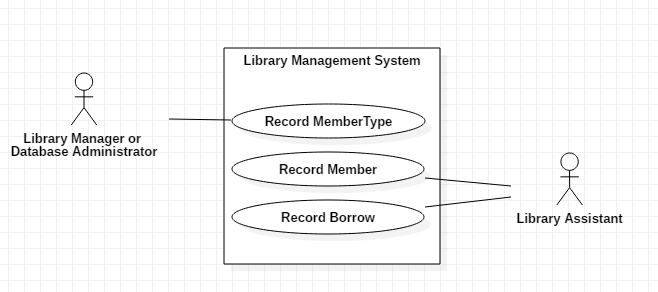 Library Management System
Record MemberType
Library Manager or
Database Administrator
Record Member
Record Borrow
Library Assistant